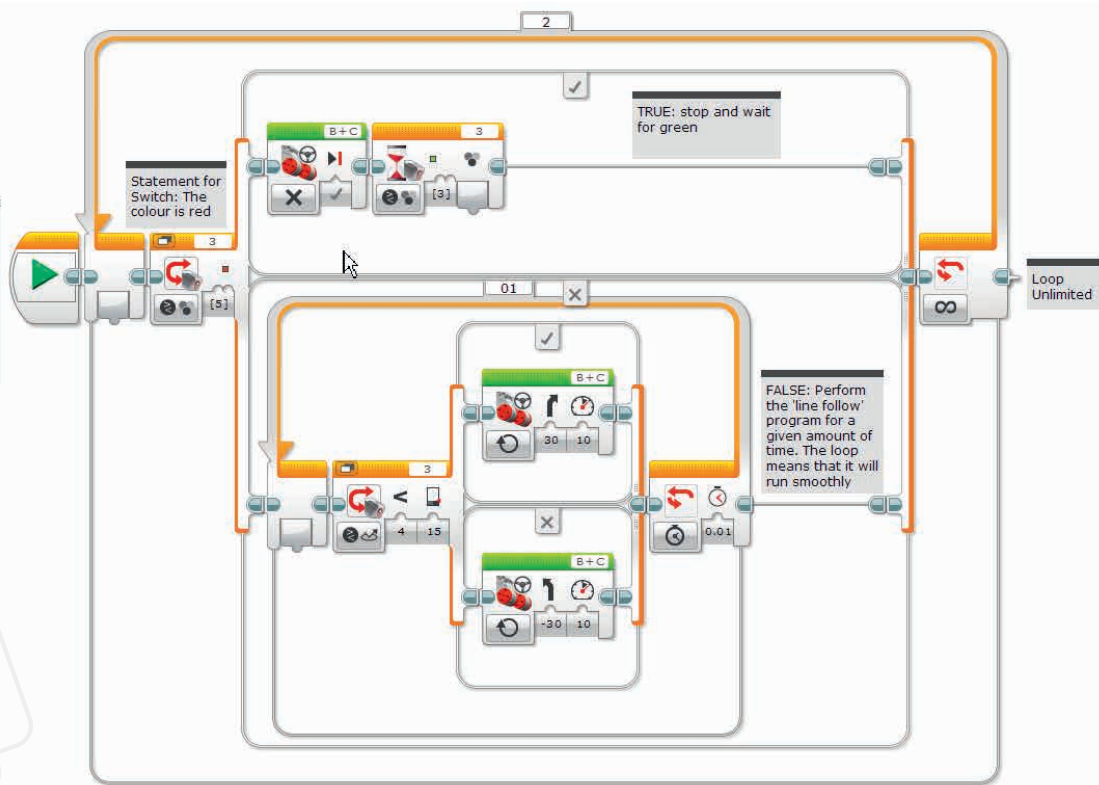 2
TRUE: stop and wait
for green
B+C
3
[3]
Statement for
Switch: The
colour is red
3
[5]
Loop
Unlimited
01
B+C
30 10
FALSE: Perform
the 'line follow'
program for a
given amount of
time. The loop
means that it will
run smoothly
3
< 4 15
0.01
B+C
-30 10